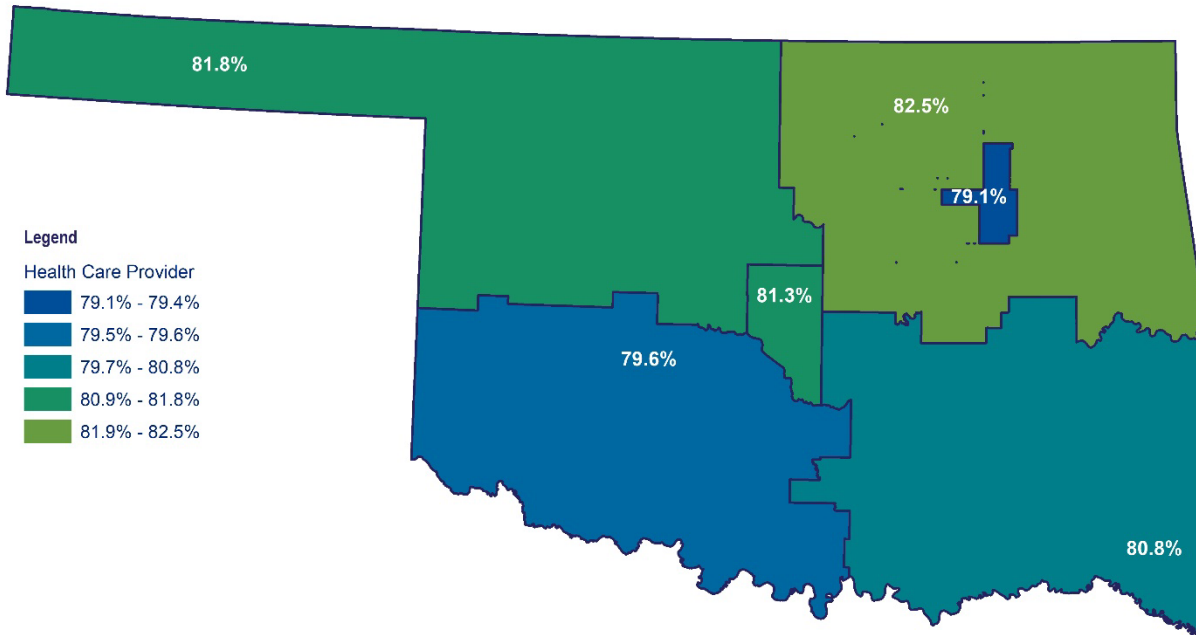 81.8%
82.5%
79.1%
Legend
Health Care Provider
79.1% - 79.4%
79.5% - 79.6%
79.7% - 80.8%
80.9% - 81.8%
81.9% - 82.5%
81.3%
79.6%
80.8%